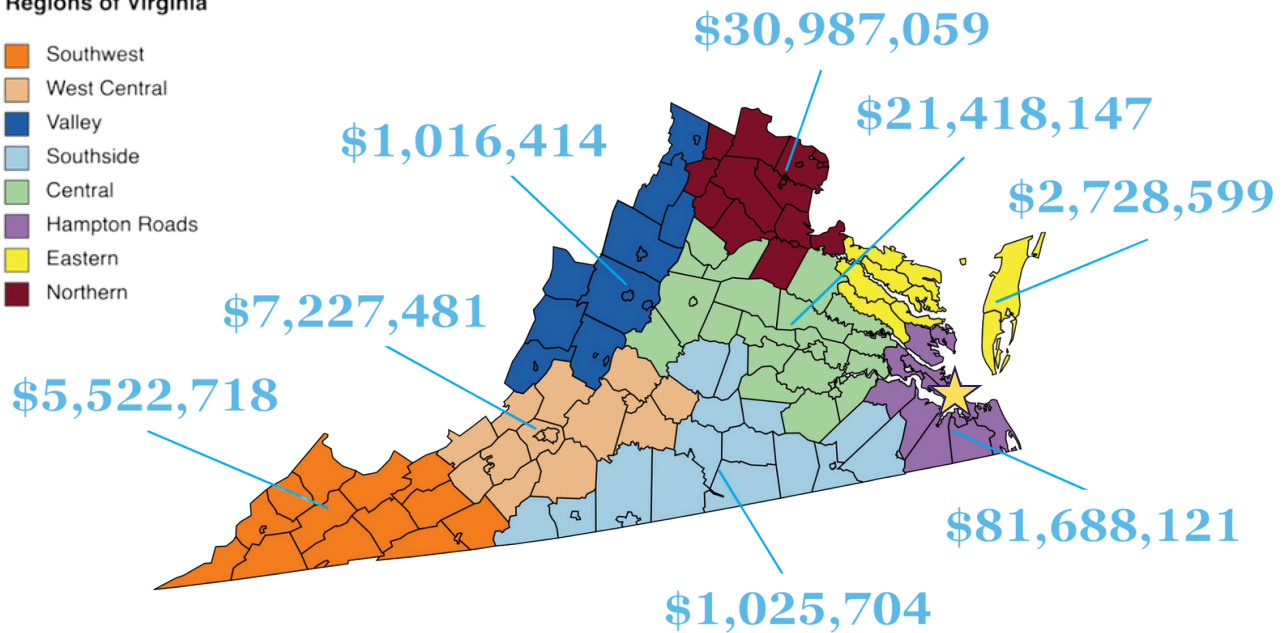 Regions of Virginia
Southwest
West Central
Valley
Southside
Central
Hampton Roads
Eastern
Northern
$30,987,059
$21,418,147
$1,016,414
$2,728,599
$7,227,481
$5,522,718
$81,688,121
$1,025,704